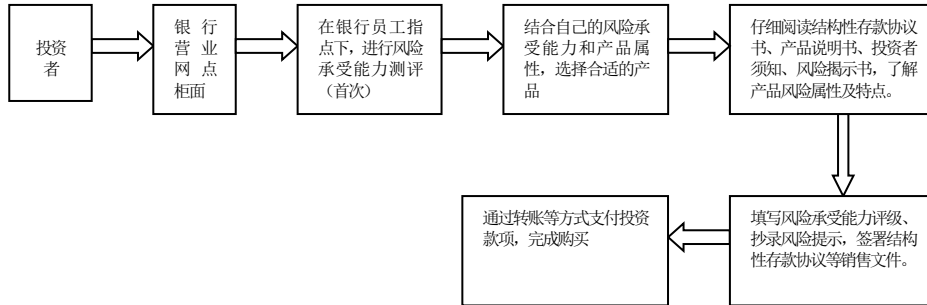 投资
者
银行
营业
网点
柜面
在银行员工指
点下，进行风险
承受能力测评
（首次）
结合自己的风险承
受能力和产品属
性，选择合适的产
品
仔细阅读结构性存款协议
书、产品说明书、投资者
须知、风险揭示书，了解
产品风险属性及特点。
填写风险承受能力评级、
抄录风险提示，签署结构
性存款协议等销售文件。
通过转账等方式支付投资
款项，完成购买